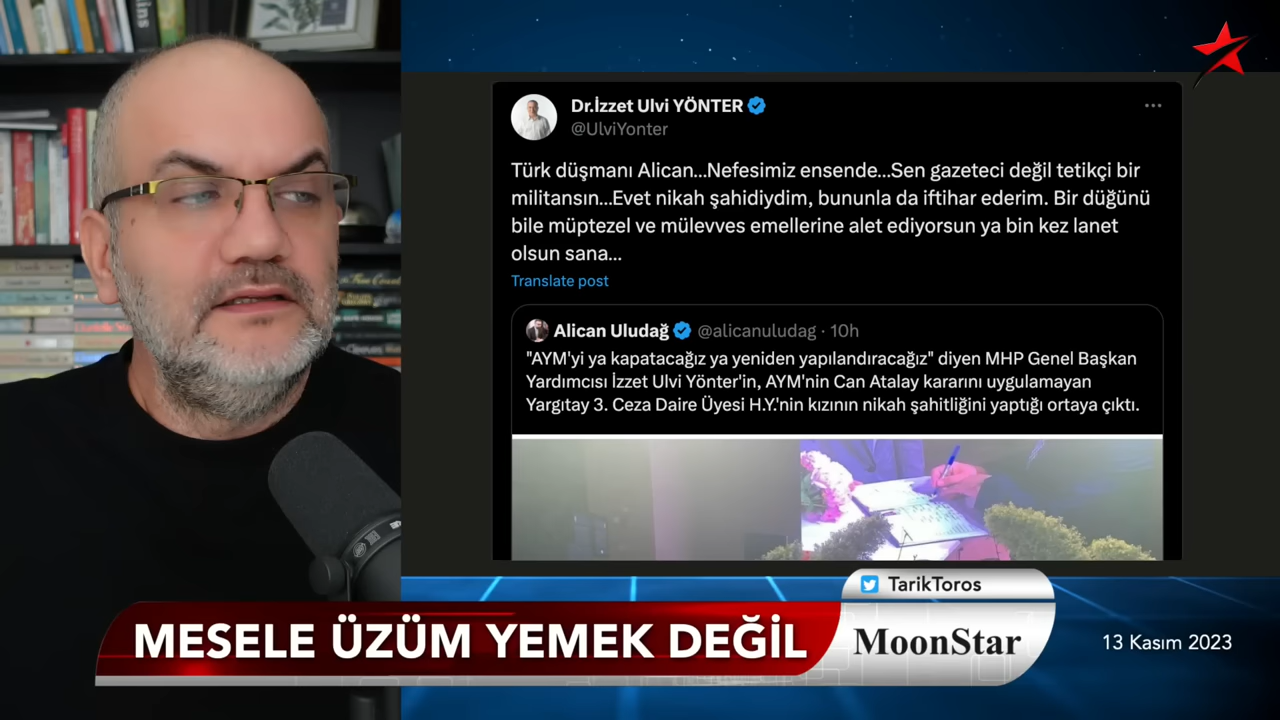 Dr.İzzet Ulvi YÖNTER
@UlviYonter
Türk düşmanı Alican...Nefesimiz ensende...Sen gazeteci değil tetikçi bir
militansın...Evet nikah şahidiydim, bununla da iftihar ederim. Bir düğünü
bile müptezel ve mülevves emellerine alet ediyorsun ya bin kez lanet
olsun sana...
Translate post
Alican Uludağ @alicanuludag · 10h
"AYM'yi ya kapatacağız ya yeniden yapılandıracağız" diyen MHP Genel Başkan
Yardımcısı İzzet Ulvi Yönter'in, AYM'nin Can Atalay kararını uygulamayan
Yargıtay 3. Ceza Daire Üyesi H.Y.'nin kızının nikah şahitliğini yaptığı ortaya çıktı.
TarikToros
MESELE ÜZÜM YEMEK DEĞİL
MoonStar
13 Kasım 2023